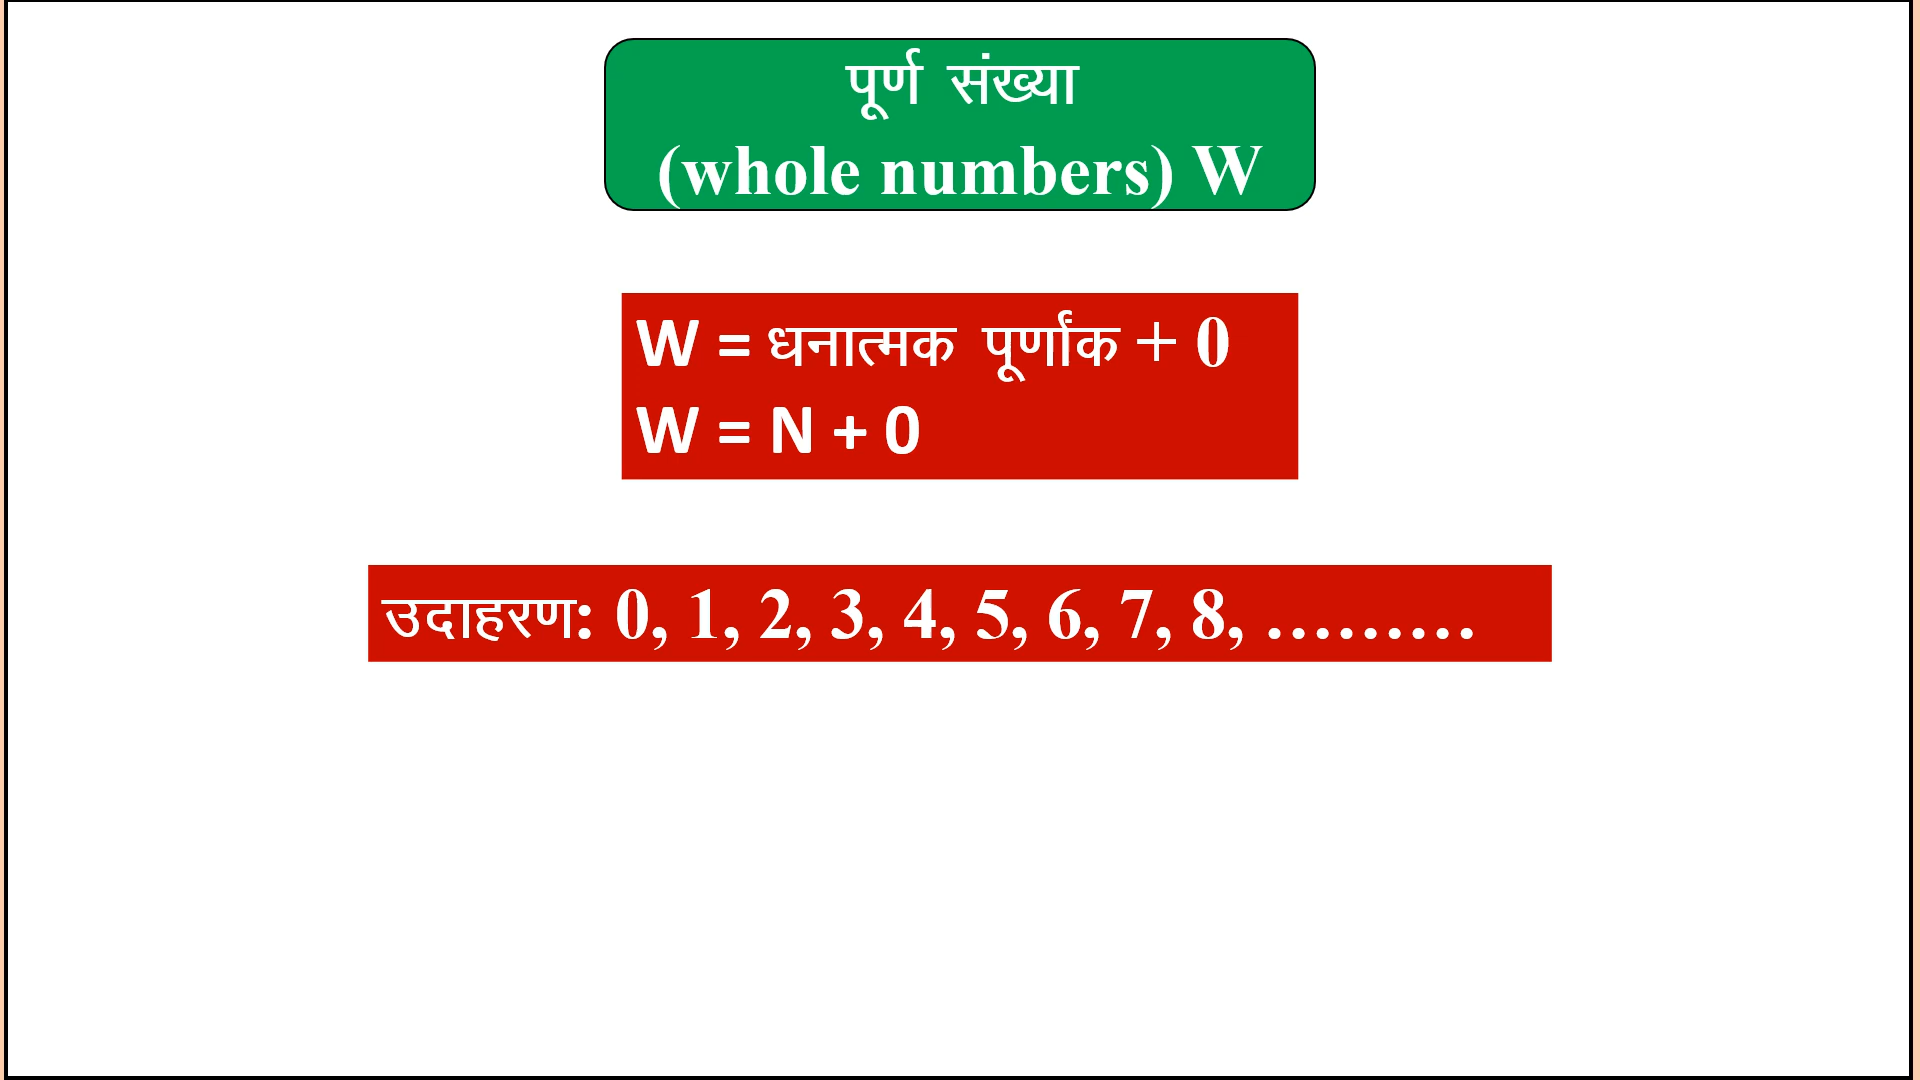 पूर्ण संख्या
(whole numbers) W
W = धनात्मक पूर्णांक + 0
W = N + 0
उदाहरण: 0, 1, 2, 3, 4, 5, 6, 7, 8, ………